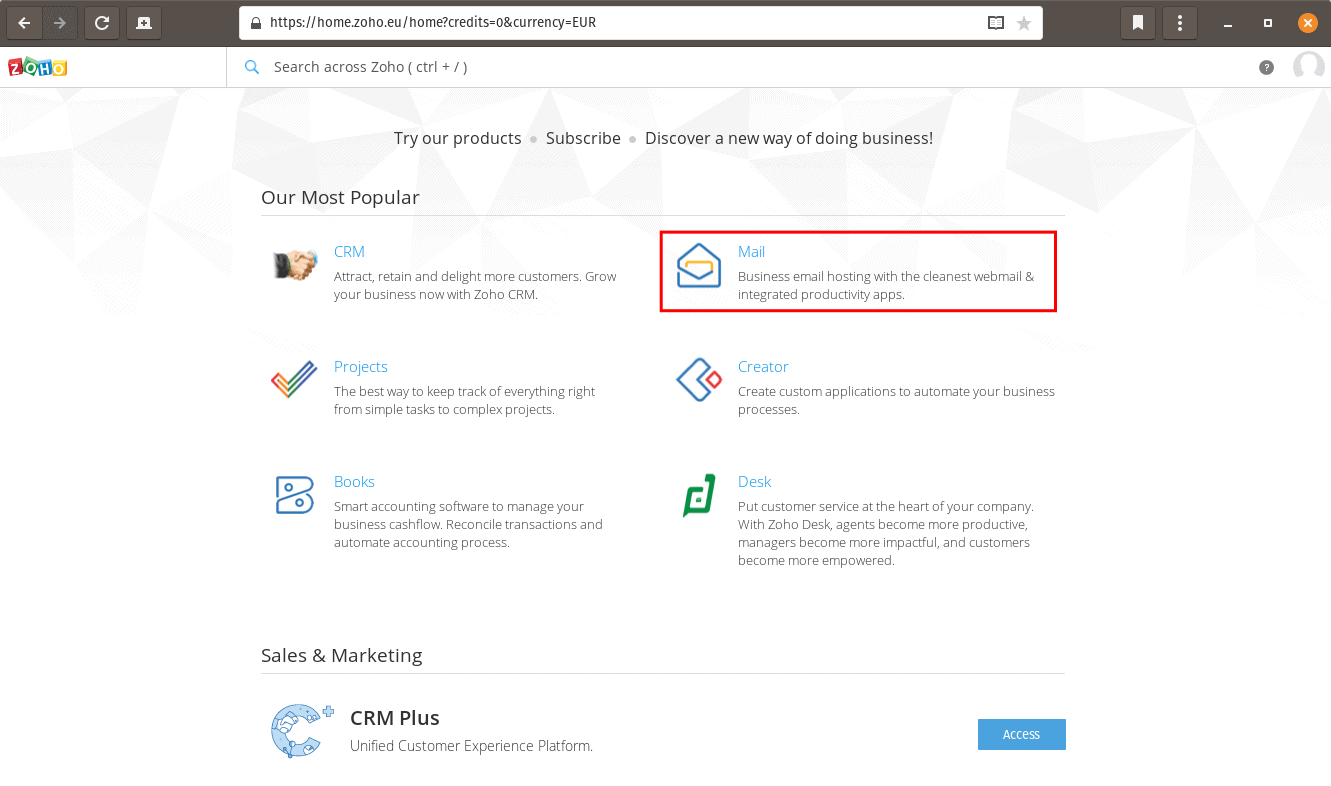 https://home.zoho.eu/home?credits=0&currency=EUR
ZOHO
Search across Zoho ( ctrl + / )
?
Try our products ● Subscribe ● Discover a new way of doing business!
Our Most Popular
CRM
Attract, retain and delight more customers. Grow
your business now with Zoho CRM.
Mail
Business email hosting with the cleanest webmail &
integrated productivity apps.
Projects
The best way to keep track of everything right
from simple tasks to complex projects.
Creator
Create custom applications to automate your business
processes.
Books
Smart accounting software to manage your
business cashflow. Reconcile transactions and
automate accounting process.
Desk
Put customer service at the heart of your company.
With Zoho Desk, agents become more productive,
managers become more impactful, and customers
become more empowered.
Sales & Marketing
CRM Plus
Unified Customer Experience Platform.
Access